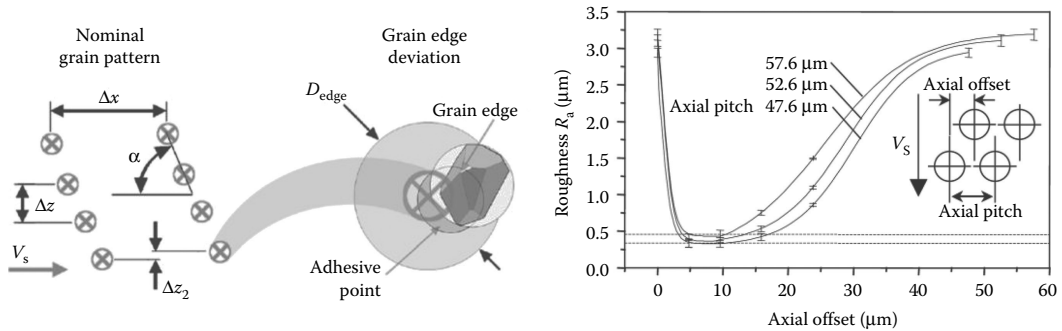 Nominal
grain pattern
Grain edge
deviation
Δx
D_edge
Grain edge
α
Δz
V_s
Δz_2
Adhesive
point
Roughness R_a (μm)
3.5
3.0
2.5
2.0
1.5
1.0
0.5
0.0
Axial pitch
57.6 μm
52.6 μm
47.6 μm
Axial offset
V_S
Axial pitch
0
10
20
30
40
50
60
Axial offset (μm)